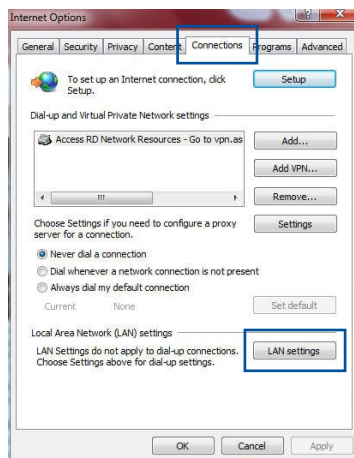 Internet Options
General Security Privacy Content Connections Programs Advanced
To set up an Internet connection, click Setup.
Setup
Dial-up and Virtual Private Network settings
Access RD Network Resources - Go to vpn.as
Add...
Add VPN...
Remove...
Choose Settings if you need to configure a proxy
server for a connection.
Settings
Never dial a connection
Dial whenever a network connection is not present
Always dial my default connection
Current None
Set default
Local Area Network (LAN) settings
LAN Settings do not apply to dial-up connections.
Choose Settings above for dial-up settings.
LAN settings
OK Cancel Apply